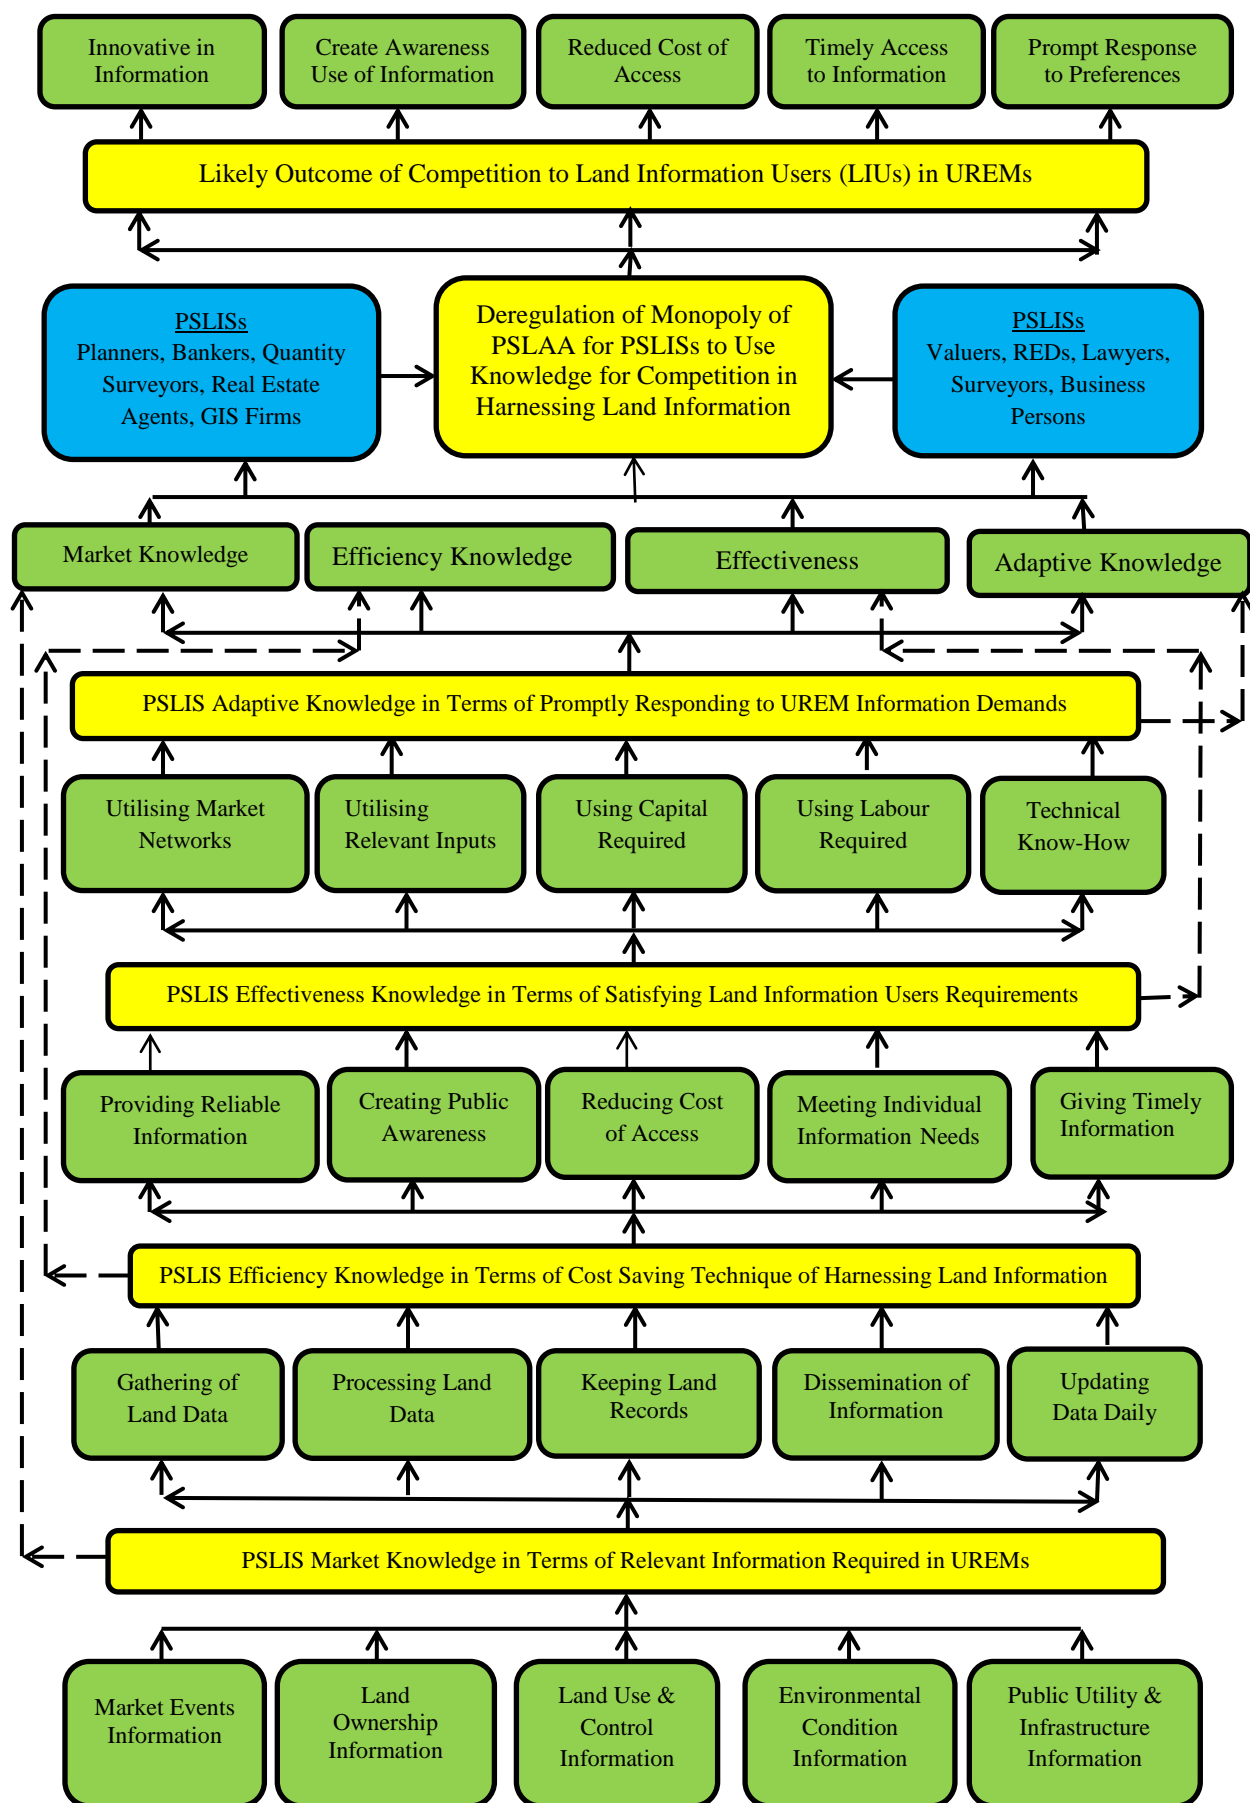 Innovative in
Information
Create Awareness
Use of Information
Reduced Cost of
Access
Timely Access
to Information
Prompt Response
to Preferences
Likely Outcome of Competition to Land Information Users (LIUs) in UREMs
PSLISs
Planners, Bankers, Quantity
Surveyors, Real Estate
Agents, GIS Firms
Deregulation of Monopoly of
PSLAA for PSLISs to Use
Knowledge for Competition in
Harnessing Land Information
PSLISs
Valuers, REDs, Lawyers,
Surveyors, Business
Persons
Market Knowledge
Efficiency Knowledge
Effectiveness
Adaptive Knowledge
PSLIS Adaptive Knowledge in Terms of Promptly Responding to UREM Information Demands
Utilising Market
Networks
Utilising
Relevant Inputs
Using Capital
Required
Using Labour
Required
Technical
Know-How
PSLIS Effectiveness Knowledge in Terms of Satisfying Land Information Users Requirements
Providing Reliable
Information
Creating Public
Awareness
Reducing Cost
of Access
Meeting Individual
Information Needs
Giving Timely
Information
PSLIS Efficiency Knowledge in Terms of Cost Saving Technique of Harnessing Land Information
Gathering of
Land Data
Processing Land
Data
Keeping Land
Records
Dissemination of
Information
Updating
Data Daily
PSLIS Market Knowledge in Terms of Relevant Information Required in UREMs
Market Events
Information
Land
Ownership
Information
Land Use &
Control
Information
Environmental
Condition
Information
Public Utility &
Infrastructure
Information